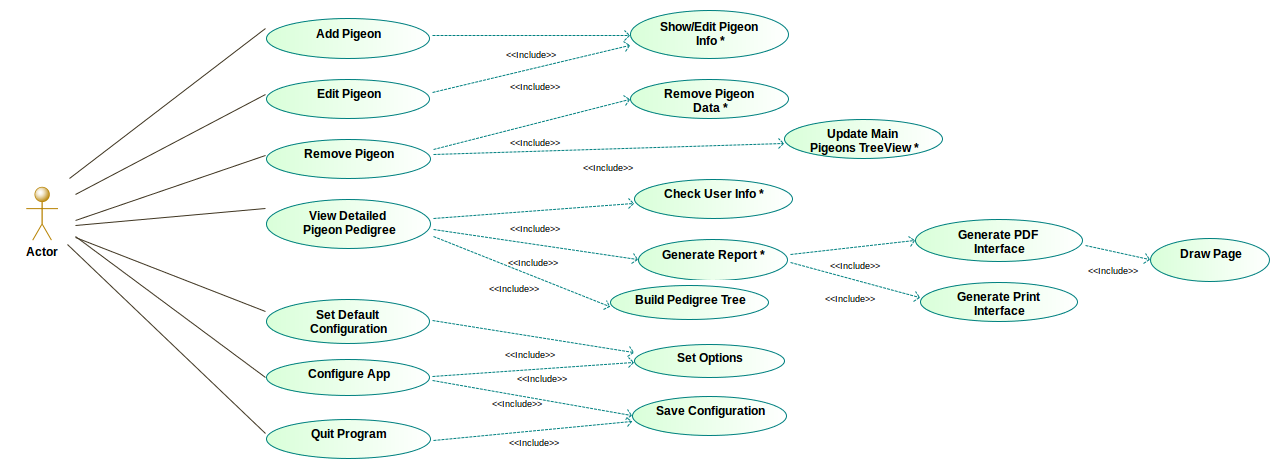 Add Pigeon
Show/Edit Pigeon
Info *
<<Include>>
Edit Pigeon
<<Include>>
Remove Pigeon
Data *
Update Main
Pigeons TreeView *
<<Include>>
Remove Pigeon
<<Include>>
Check User Info *
View Detailed
Pigeon Pedigree
<<Include>>
Actor
Generate Report *
Generate PDF
Interface
Draw Page
<<Include>>
<<Include>>
<<Include>>
<<Include>>
Build Pedigree Tree
<<Include>>
Generate Print
Interface
Set Default
Configuration
<<Include>>
Set Options
Configure App
<<Include>>
<<Include>>
Save Configuration
Quit Program
<<Include>>